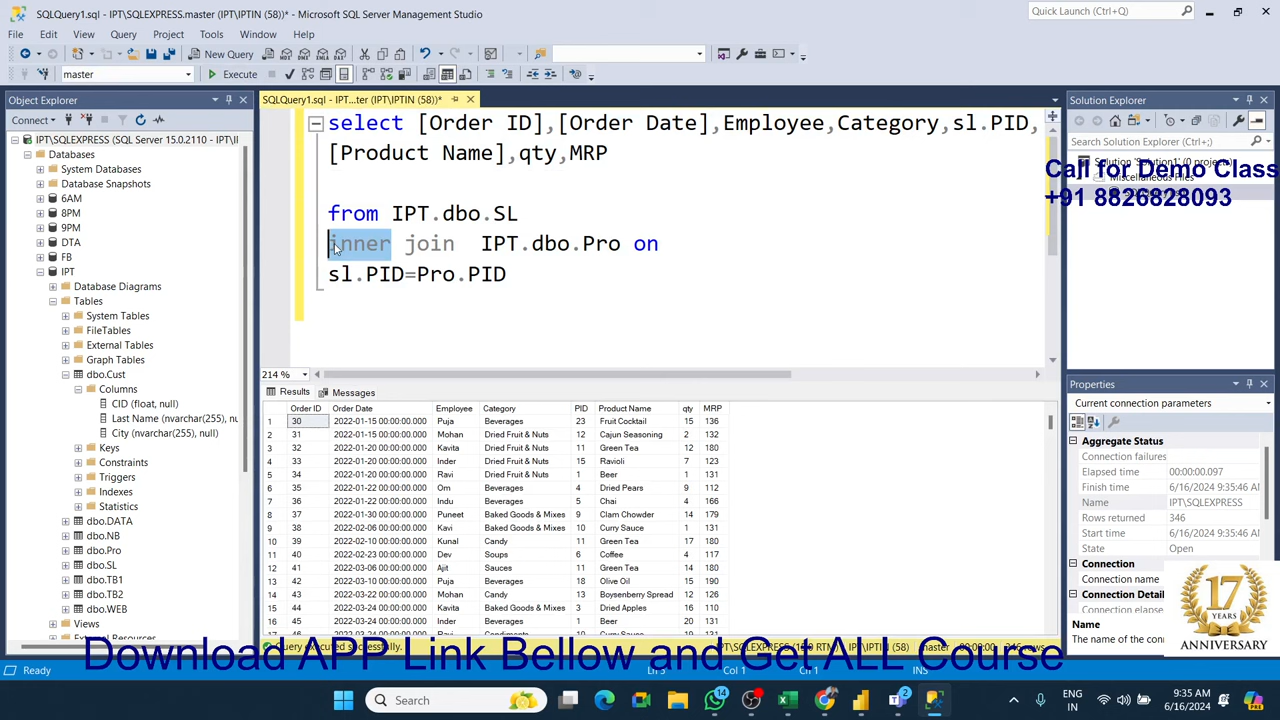 SQLQuery1.sql - IPT\SQLEXPRESS.master (IPT\IPTIN (58))* - Microsoft SQL Server Management Studio
Quick Launch (Ctrl+Q)
File Edit View Query Project Tools Window Help
New Query
master Execute
Object Explorer
Connect
IPT\SQLEXPRESS (SQL Server 15.0.2110 - IPT\I
Databases
System Databases
Database Snapshots
6AM
8PM
9PM
DTA
FB
IPT
Database Diagrams
Tables
System Tables
FileTables
External Tables
Graph Tables
dbo.Cust
Columns
CID (float, null)
Last Name (nvarchar(255), nu
City (nvarchar(255), null)
Keys
Constraints
Triggers
Indexes
Statistics
dbo.DATA
dbo.NB
dbo.Pro
dbo.SL
dbo.TB1
dbo.TB2
dbo.WEB
Views
SQLQuery1.sql - IPT...ter (IPT\IPTIN (58))*
select [Order ID],[Order Date],Employee,Category,sl.PID,
[Product Name],qty,MRP
from IPT.dbo.SL
inner join IPT.dbo.Pro on
sl.PID=Pro.PID
214 %
Results Messages
Order ID Order Date Employee Category PID Product Name qty MRP
1 30 2022-01-15 00:00:00.000 Puja Beverages 23 Fruit Cocktail 15 136
2 31 2022-01-15 00:00:00.000 Mohan Dried Fruit & Nuts 12 Cajun Seasoning 2 132
3 32 2022-01-20 00:00:00.000 Kavita Dried Fruit & Nuts 11 Green Tea 12 180
4 33 2022-01-20 00:00:00.000 Inder Dried Fruit & Nuts 15 Ravioli 7 123
5 34 2022-01-20 00:00:00.000 Ravi Dried Fruit & Nuts 1 Beer 1 131
6 35 2022-01-22 00:00:00.000 Om Beverages 4 Dried Pears 9 112
7 36 2022-01-22 00:00:00.000 Indu Beverages 5 Chai 4 166
8 37 2022-01-30 00:00:00.000 Puneet Baked Goods & Mixes 9 Clam Chowder 14 179
9 38 2022-02-06 00:00:00.000 Kavi Baked Goods & Mixes 10 Curry Sauce 1 131
10 39 2022-02-10 00:00:00.000 Kunal Candy 11 Green Tea 17 180
11 40 2022-02-23 00:00:00.000 Dev Soups 6 Coffee 4 117
12 41 2022-03-06 00:00:00.000 Ajit Sauces 11 Green Tea 14 180
13 42 2022-03-10 00:00:00.000 Puja Beverages 18 Olive Oil 15 190
14 43 2022-03-22 00:00:00.000 Mohan Candy 13 Boysenberry Spread 12 126
15 44 2022-03-24 00:00:00.000 Kavita Baked Goods & Mixes 3 Dried Apples 16 110
16 45 2022-03-24 00:00:00.000 Inder Beverages 1 Beer 20 131
Solution Explorer
Search Solution Explorer
Call for Demo Class
+91 8826828093
Properties
Current connection parameters
Aggregate Status
Connection failures
Elapsed time 00:00:00.097
Finish time 6/16/2024 9:35:46 A
Name IPT\SQLEXPRESS
Rows returned 346
Start time 6/16/2024 9:35:46 A
State Open
Connection
Connection name
Connection Detail
Connection elapse
Name
The name of the conn
17
YEARS
ANNIVERSARY
Download APP Link Bellow and Get ALL Course
Ready Col 1 Ch 1 INS
Search
ENG
IN
9:35 AM
6/16/2024